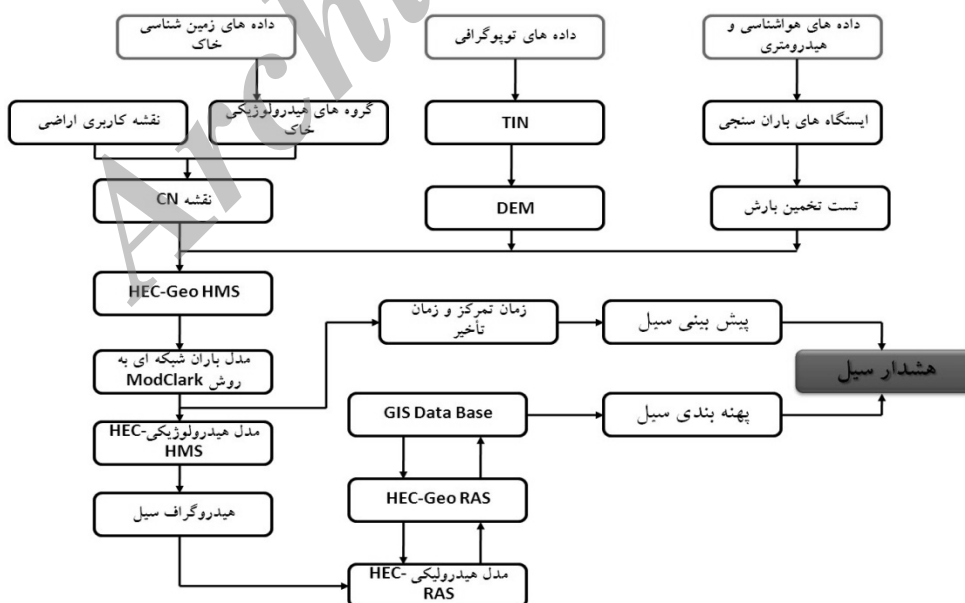 داده های زمین شناسی
خاک
داده های توپوگرافی
داده های هواشناسی و
هیدرومتری
نقشه کاربری اراضی
گروه های هیدرولوژیکی
خاک
TIN
ایستگاه های باران سنجی
نقشه CN
DEM
تست تخمین بارش
HEC-Geo HMS
زمان تمرکز و زمان
تأخیر
پیش بینی سیل
مدل باران شبکه ای به
روش ModClark
هشدار سیل
GIS Data Base
پهنه بندی سیل
مدل هیدرولوژیکی-HEC
HMS
HEC-Geo RAS
هیدروگراف سیل
مدل هیدرولیکی -HEC
RAS